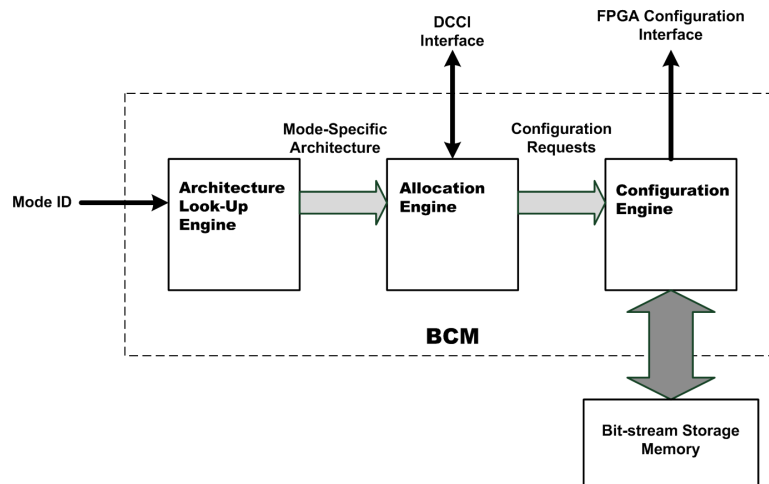 DCCI
Interface
FPGA Configuration
Interface
Mode-Specific
Architecture
Configuration
Requests
Mode ID
Architecture
Look-Up
Engine
Allocation
Engine
Configuration
Engine
BCM
Bit-stream Storage
Memory